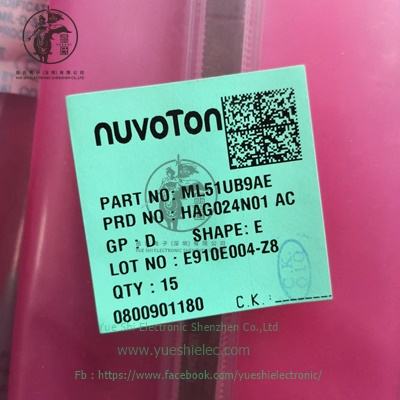 nuvoTon
PART NO: ML51UB9AE
PRD NO : HAG024N01 AC
GP : D SHAPE: E
LOT NO : E910E004-Z8
QTY : 15
0800901180 C.K.:
C.K
010
Yue Shi Electronic Shenzhen Co.,Ltd
www.yueshielec.com
Fb : https://www.facebook.com/yueshielectronic/